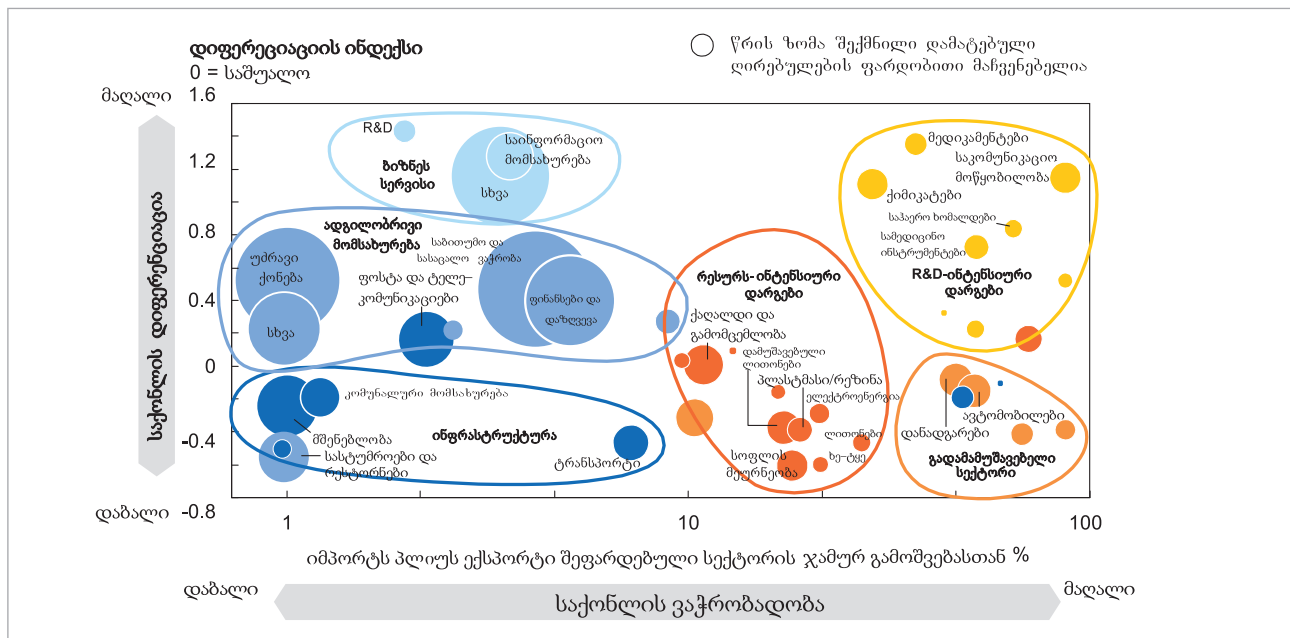 დიფერეციაციის ინდექსი
0 = საშუალო
წრის ზომა შექმნილი დამატებული
ღირებულების ფარდობითი მაჩვენებელია
მაღალი
საქონლის დიფერენციაცია
დაბალი
1.6
1.2
0.8
0.4
0
-0.4
-0.8
R&D
ბიზნეს
სერვისი
საინფორმაციო
მომსახურება
სხვა
ადგილობრივი
მომსახურება
უძრავი
ქონება
სხვა
საბითუმო და
სასაცალო ვაჭრობა
ფოსტა და ტელე-
კომუნიკაციები
ფინანსები და
დაზღვევა
კომუნალური მომსახურება
მშენებლობა
სასტუმროები და
რესტორნები
ინფრასტრუქტურა
ტრანსპორტი
რესურს-ინტენსიური
დარგები
ქაღალდი და
გამომცემლობა
დამუშავებული
ლითონები
პლასტმასი/რეზინა
ელექტროენერგია
ლითონები
ხე-ტყე
სოფლის
მეურნეობა
მედიკამენტები
საკომუნიკაციო
მოწყობილობა
ქიმიკატები
საჰაერო ხომალდები
სამედიცინო
ინსტრუმენტები
R&D-ინტენსიური
დარგები
ავტომობილები
დანადგარები
გადამამუშავებელი
სექტორი
1
10
100
იმპორტს პლიუს ექსპორტი შეფარდებული სექტორის ჯამურ გამოშვებასთან %
დაბალი
მაღალი
საქონლის ვაჭრობადობა